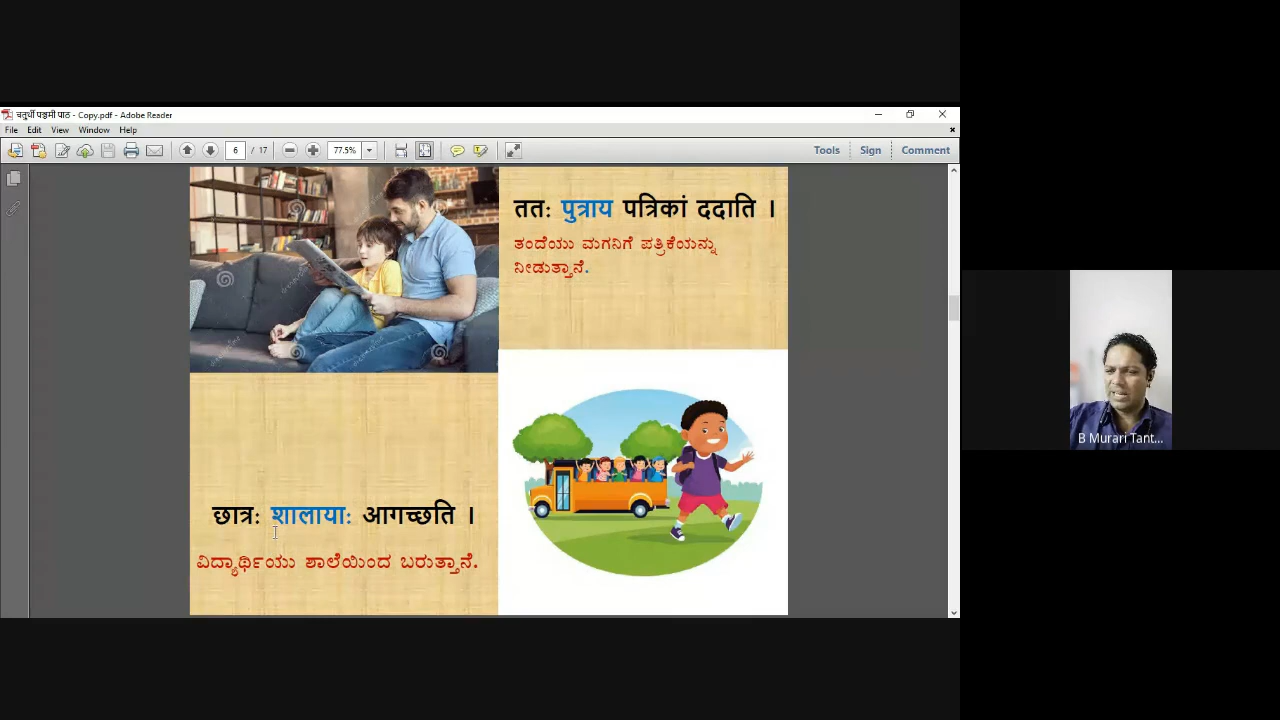 चतुर्थी पञ्चमी पाठ - Copy.pdf - Adobe Reader
File Edit View Window Help
6 / 17 77.5% Tools Sign Comment
ततः पुत्राय पत्रिकां ददाति ।
ತಂದೆಯು ಮಗನಿಗೆ ಪತ್ರಿಕೆಯನ್ನು
ನೀಡುತ್ತಾನೆ.
छात्रः शालायाः आगच्छति ।
ವಿದ್ಯಾರ್ಥಿಯು ಶಾಲೆಯಿಂದ ಬರುತ್ತಾನೆ.
B Murari Tant...